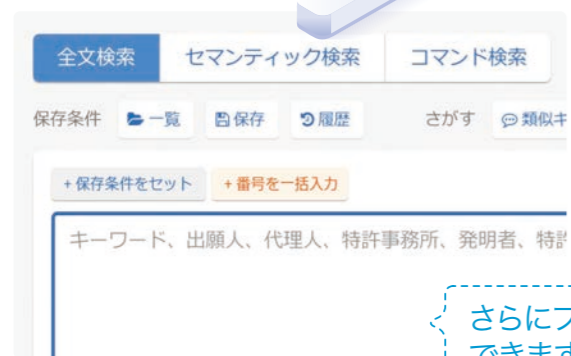 全文検索 セマンティック検索 コマンド検索
保存条件 一覧 保存 履歴 さがす 類似キ
+ 保存条件をセット + 番号を一括入力
キーワード、出願人、代理人、特許事務所、発明者、特許
さらにフ
できます